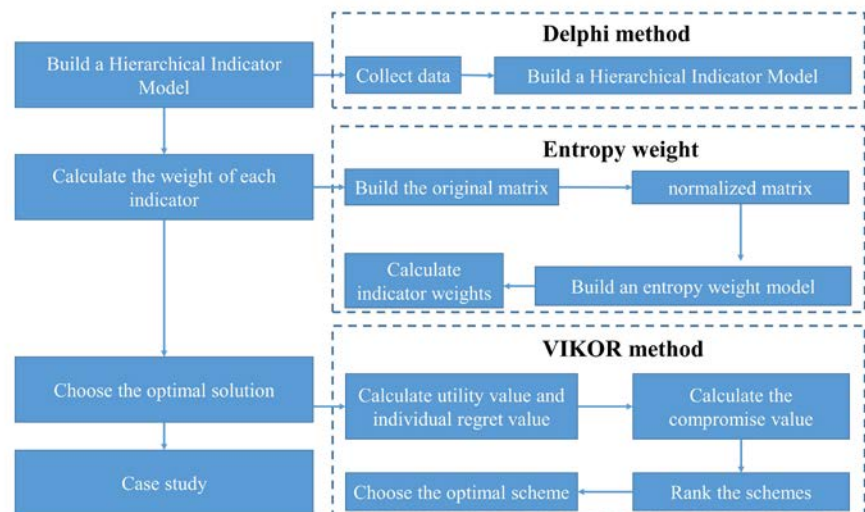 Delphi method
Build a Hierarchical Indicator
Model
Collect data
Build a Hierarchical Indicator Model
Entropy weight
Calculate the weight of each
indicator
Build the original matrix
normalized matrix
Calculate
indicator weights
Build an entropy weight model
VIKOR method
Choose the optimal solution
Calculate utility value and
individual regret value
Calculate the
compromise value
Case study
Choose the optimal scheme
Rank the schemes